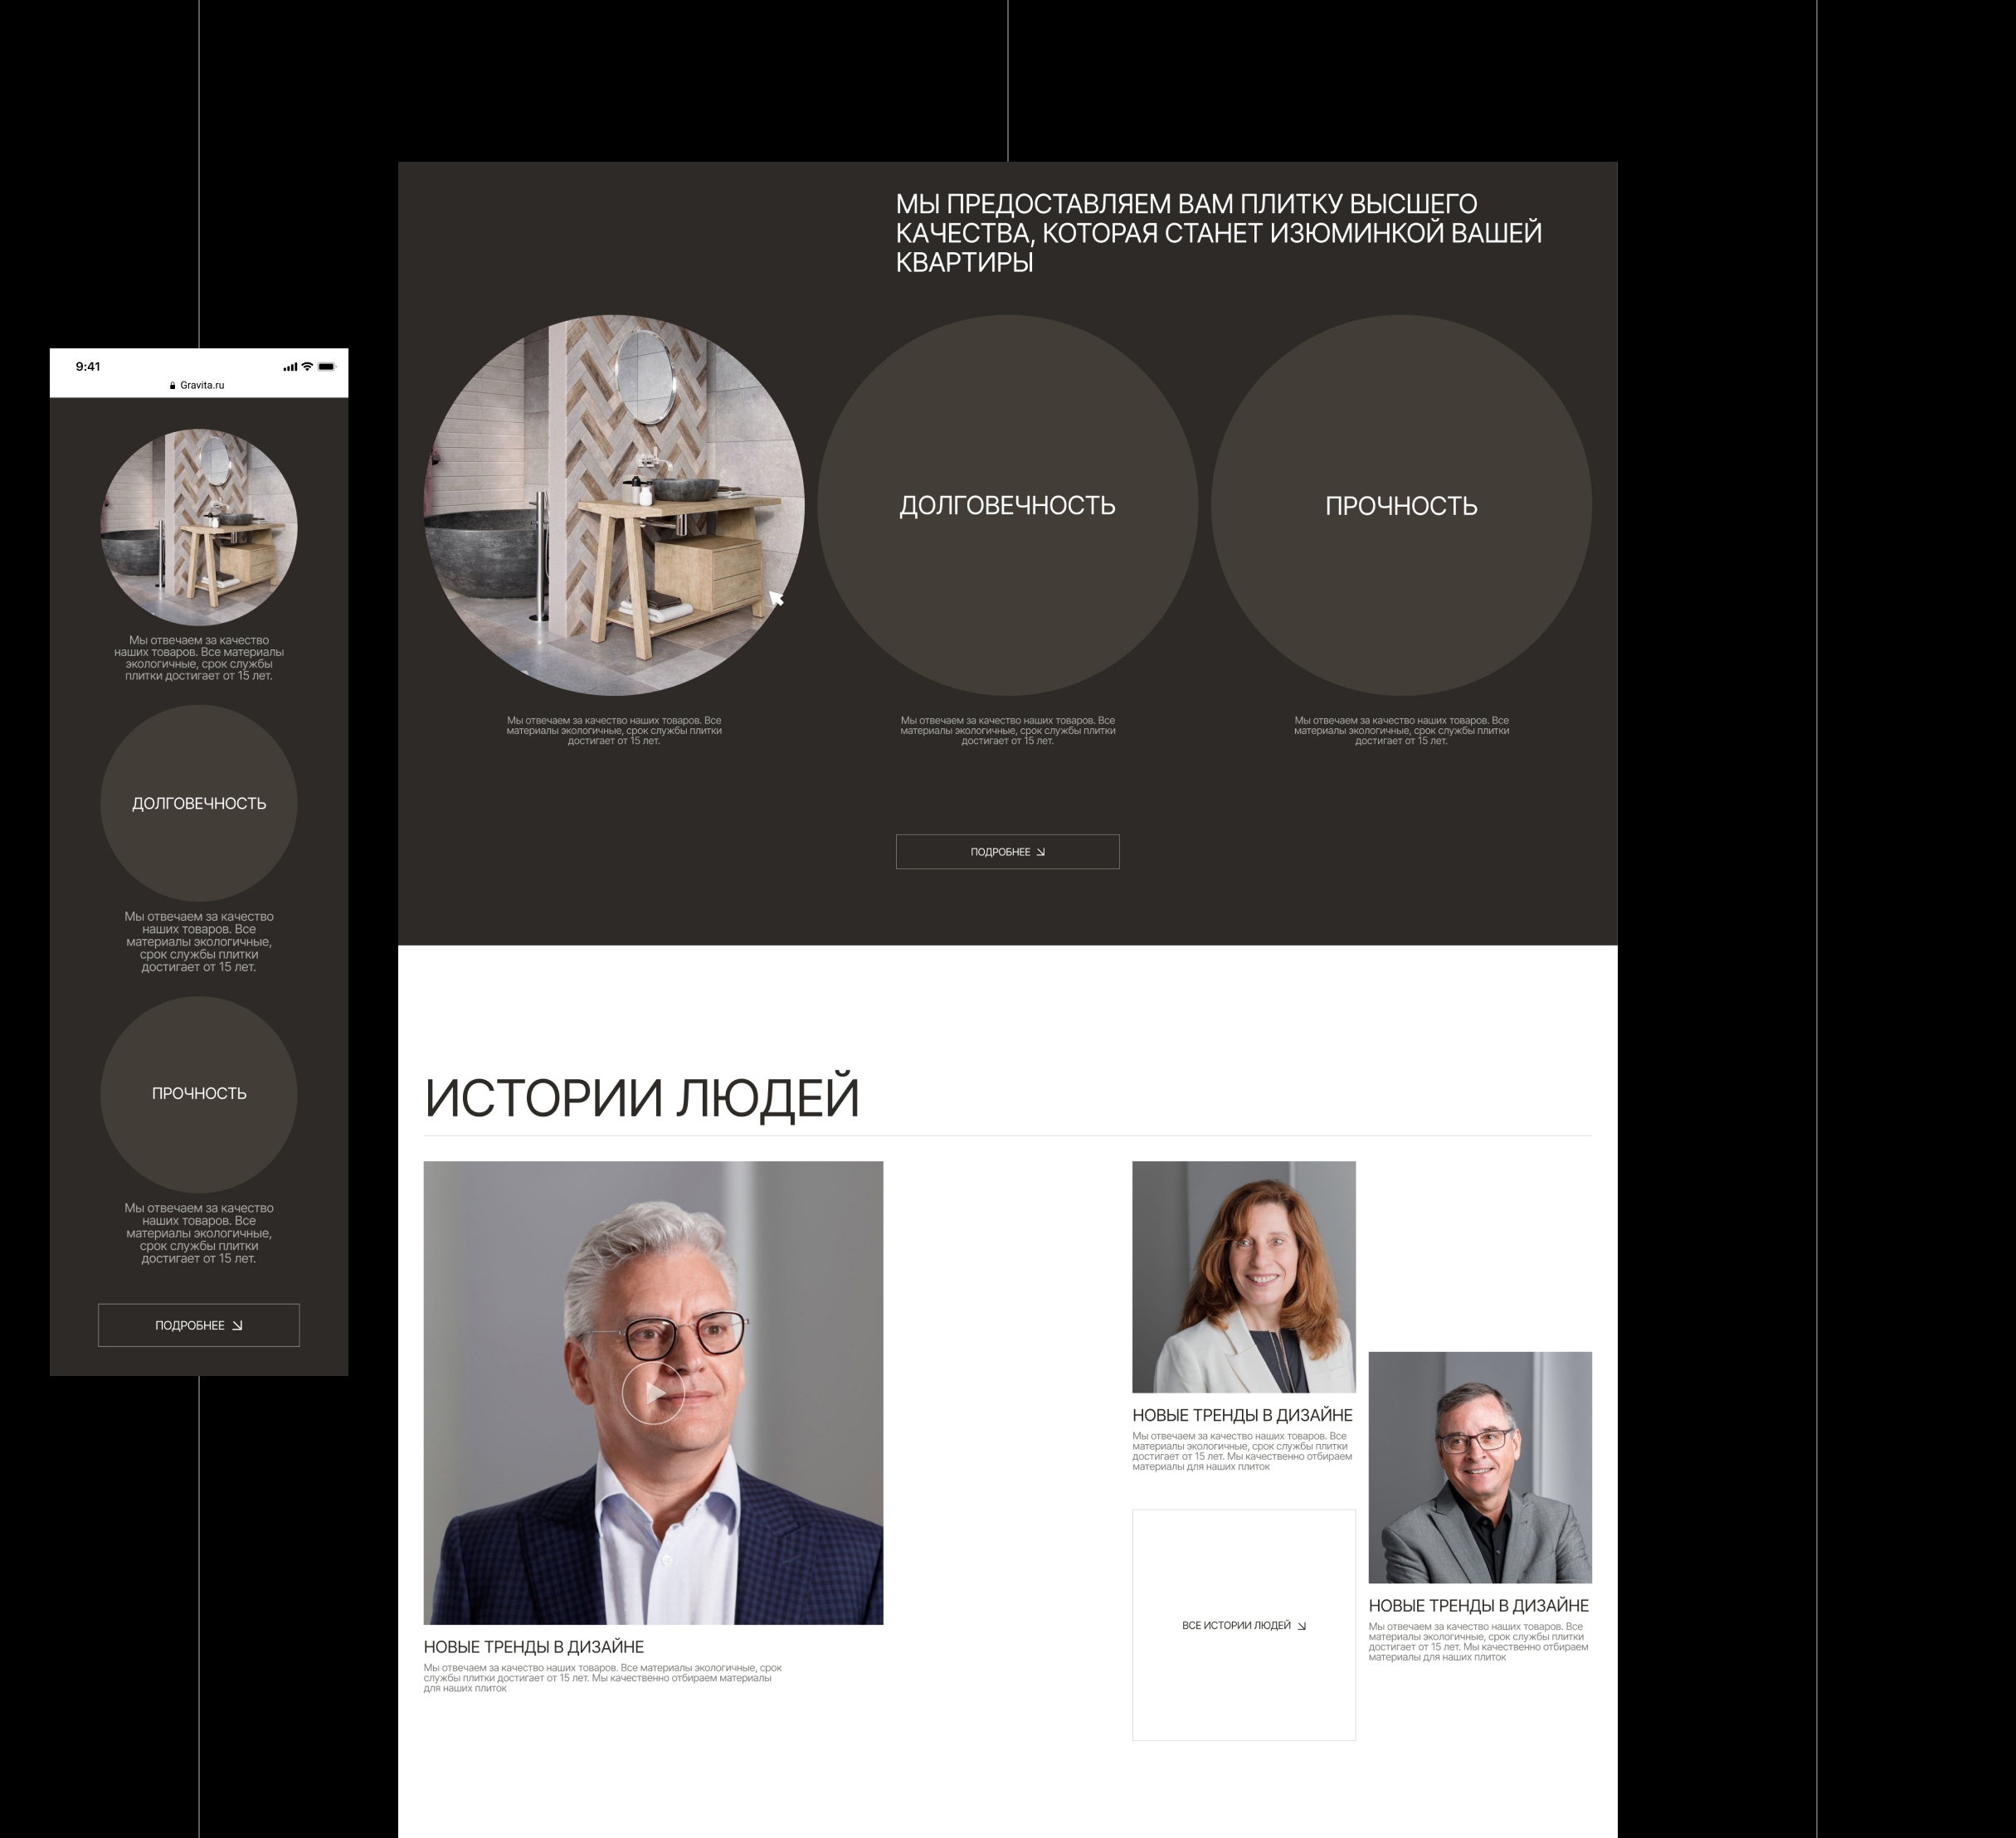 9:41
Gravita.ru
Мы отвечаем за качество
наших товаров. Все материалы
экологичные, срок службы
плитки достигает от 15 лет.
ДОЛГОВЕЧНОСТЬ
Мы отвечаем за качество
наших товаров. Все
материалы экологичные,
срок службы плитки
достигает от 15 лет.
ПРОЧНОСТЬ
Мы отвечаем за качество
наших товаров. Все
материалы экологичные,
срок службы плитки
достигает от 15 лет.
ПОДРОБНЕЕ
МЫ ПРЕДОСТАВЛЯЕМ ВАМ ПЛИТКУ ВЫСШЕГО
КАЧЕСТВА, КОТОРАЯ СТАНЕТ ИЗЮМИНКОЙ ВАШЕЙ
КВАРТИРЫ
ДОЛГОВЕЧНОСТЬ
ПРОЧНОСТЬ
Мы отвечаем за качество наших товаров. Все
материалы экологичные, срок службы плитки
достигает от 15 лет.
Мы отвечаем за качество наших товаров. Все
материалы экологичные, срок службы плитки
достигает от 15 лет.
Мы отвечаем за качество наших товаров. Все
материалы экологичные, срок службы плитки
достигает от 15 лет.
ПОДРОБНЕЕ
ИСТОРИИ ЛЮДЕЙ
НОВЫЕ ТРЕНДЫ В ДИЗАЙНЕ
Мы отвечаем за качество наших товаров. Все материалы экологичные, срок
службы плитки достигает от 15 лет. Мы качественно отбираем материалы
для наших плиток
НОВЫЕ ТРЕНДЫ В ДИЗАЙНЕ
Мы отвечаем за качество наших товаров. Все
материалы экологичные, срок службы плитки
достигает от 15 лет. Мы качественно отбираем
материалы для наших плиток
ВСЕ ИСТОРИИ ЛЮДЕЙ
НОВЫЕ ТРЕНДЫ В ДИЗАЙНЕ
Мы отвечаем за качество наших товаров. Все
материалы экологичные, срок службы плитки
достигает от 15 лет. Мы качественно отбираем
материалы для наших плиток